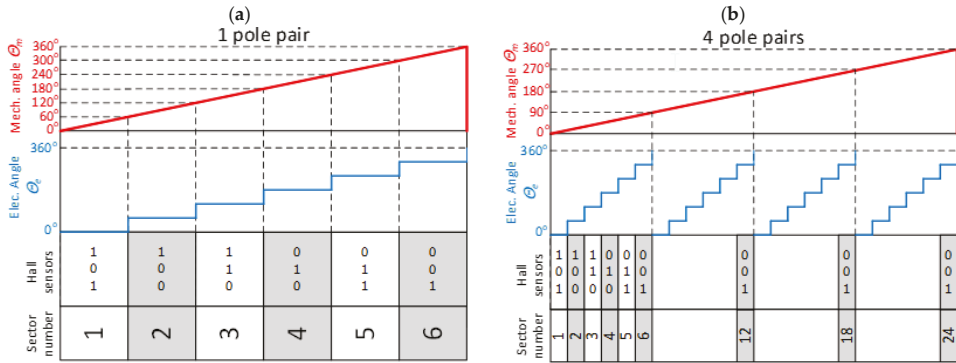 (a)
1 pole pair
Mech. angle Θm
360°
300°
240°
180°
120°
60°
0°
Elec. Angle
Θe
360°
0°
Hall
sensors
1 1 1 0 0 0
0 0 1 1 1 0
1 0 0 0 1 1
Sector
number
1 2 3 4 5 6
(b)
4 pole pairs
Mech. angle Θm
360°
270°
180°
90°
0°
Elec. Angle
Θe
360°
0°
Hall
sensors
1 1 1 0 0 0 0 0 0
0 0 1 1 1 0 0 0 0
1 0 0 0 1 1 1 1 1
Sector
number
1 2 3 4 5 6 12 18 24